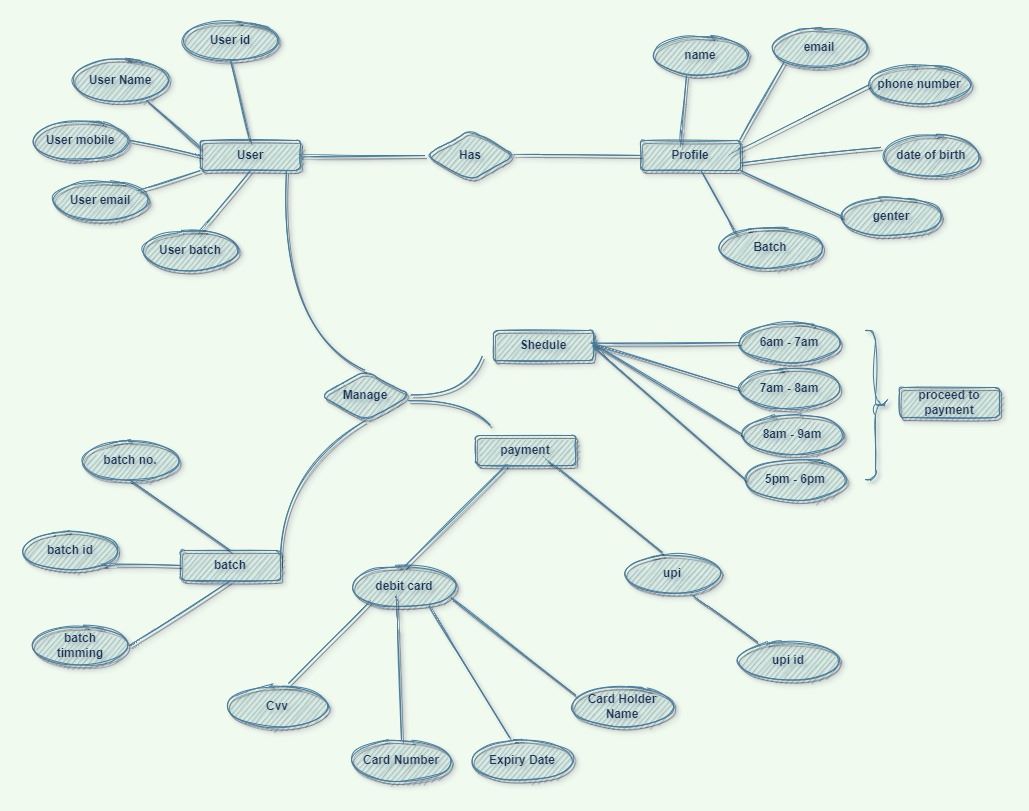 User id
User Name
User mobile
User email
User batch
User
Has
Profile
name
email
phone number
date of birth
genter
Batch
Manage
Shedule
6am - 7am
7am - 8am
8am - 9am
5pm - 6pm
proceed to
payment
payment
batch no.
batch id
batch
batch
timming
debit card
upi
upi id
Cvv
Card Number
Expiry Date
Card Holder
Name